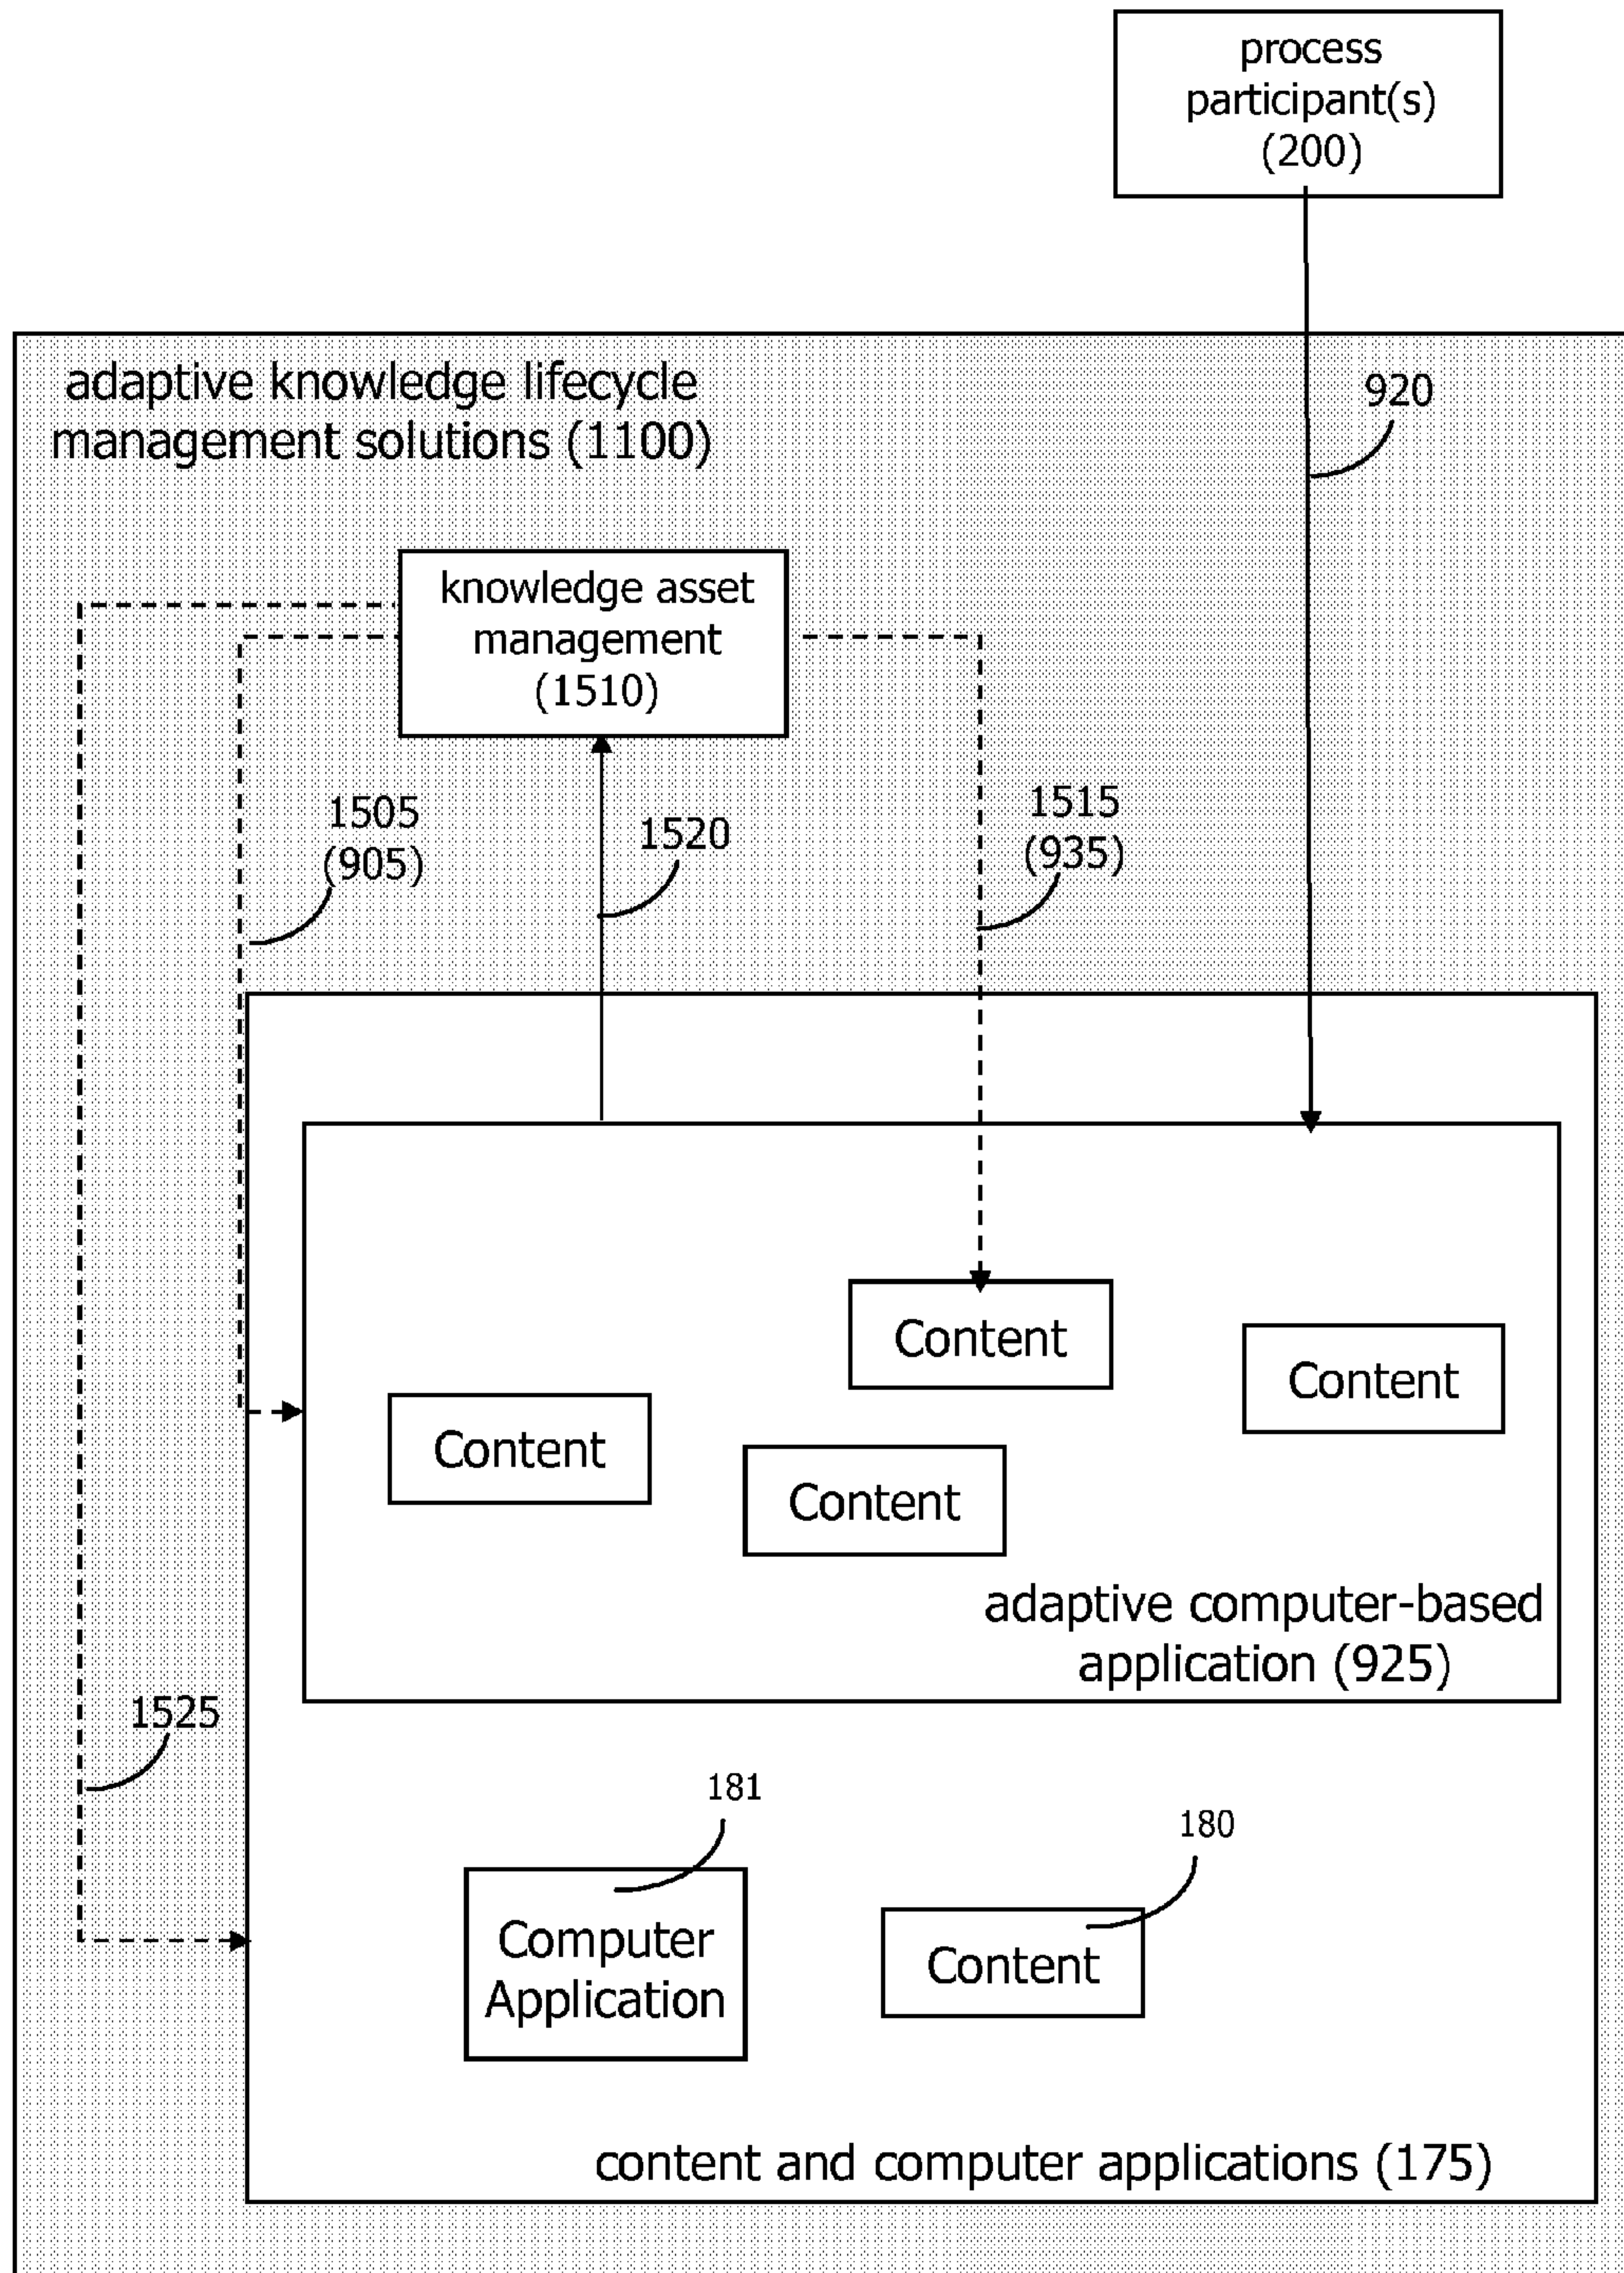 process
participant(s)
(200)
adaptive knowledge lifecycle
management solutions (1100)
920
knowledge asset
management
(1510)
1505
(905)
1520
1515
(935)
Content
Content
Content
Content
adaptive computer-based
application (925)
1525
181
180
Computer
Application
Content
content and computer applications (175)